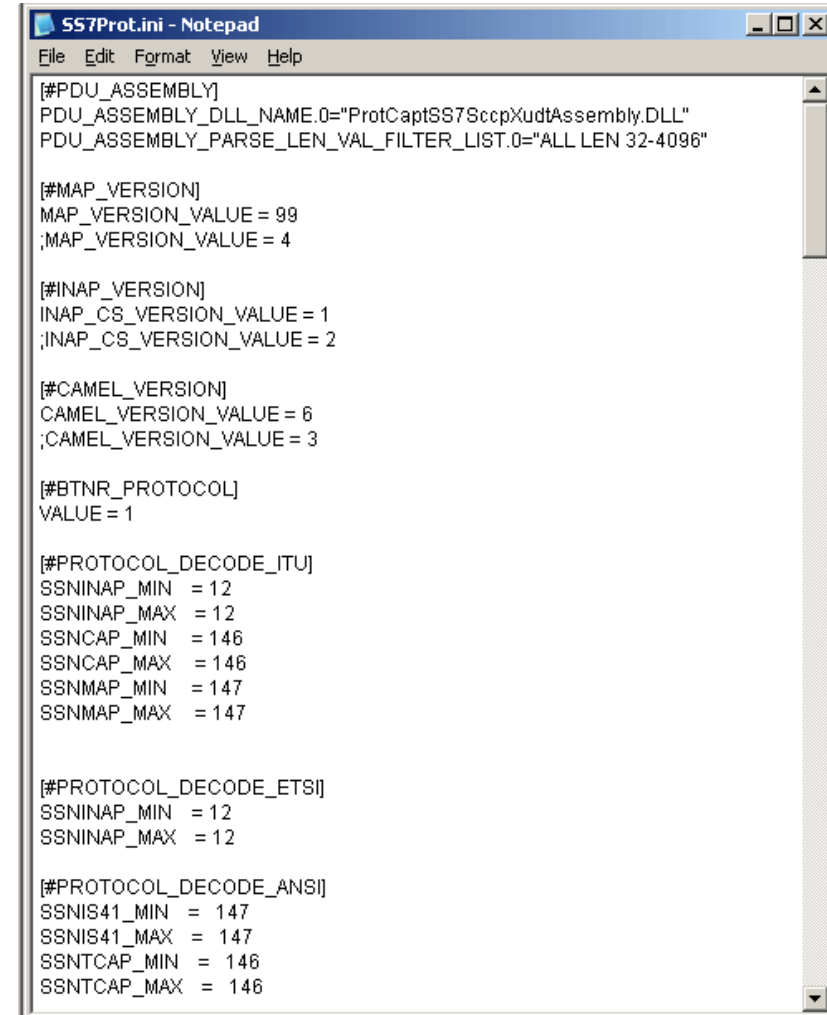 SS7Prot.ini - Notepad
File Edit Format View Help
[#PDU_ASSEMBLY]
PDU_ASSEMBLY_DLL_NAME.0="ProtCaptSS7SccpXudtAssembly.DLL"
PDU_ASSEMBLY_PARSE_LEN_VAL_FILTER_LIST.0="ALL LEN 32-4096"
[#MAP_VERSION]
MAP_VERSION_VALUE = 99
;MAP_VERSION_VALUE = 4
[#INAP_VERSION]
INAP_CS_VERSION_VALUE = 1
;INAP_CS_VERSION_VALUE = 2
[#CAMEL_VERSION]
CAMEL_VERSION_VALUE = 6
;CAMEL_VERSION_VALUE = 3
[#BTNR_PROTOCOL]
VALUE = 1
[#PROTOCOL_DECODE_ITU]
SSNINAP_MIN = 12
SSNINAP_MAX = 12
SSNCAP_MIN = 146
SSNCAP_MAX = 146
SSNMAP_MIN = 147
SSNMAP_MAX = 147
[#PROTOCOL_DECODE_ETSI]
SSNINAP_MIN = 12
SSNINAP_MAX = 12
[#PROTOCOL_DECODE_ANSI]
SSNIS41_MIN = 147
SSNIS41_MAX = 147
SSNTCAP_MIN = 146
SSNTCAP_MAX = 146